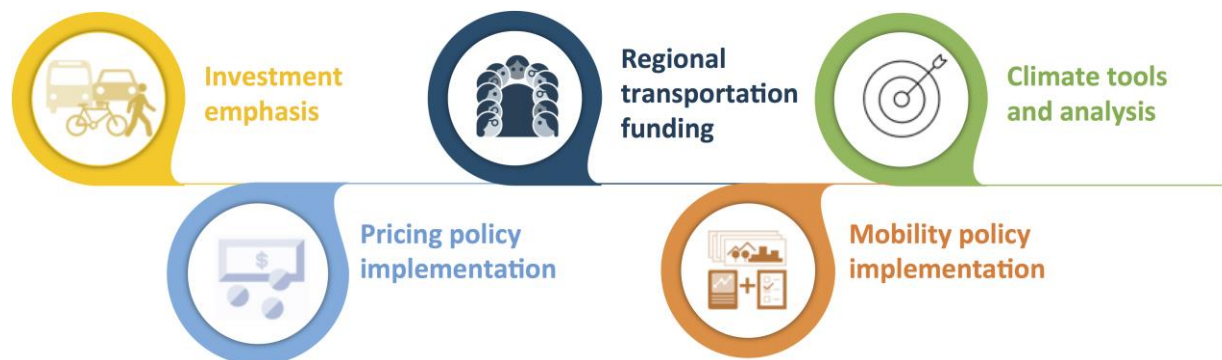 Investment
emphasis
Regional
transportation
funding
Climate tools
and analysis
$
Pricing policy
implementation
Mobility policy
implementation